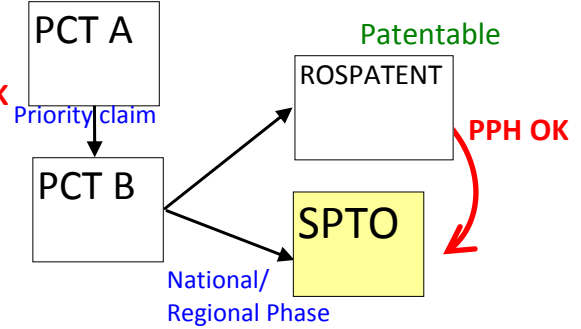 PCT A
Priority claim
PCT B
Patentable
ROSPATENT
PPH OK
SPTO
National/
Regional Phase